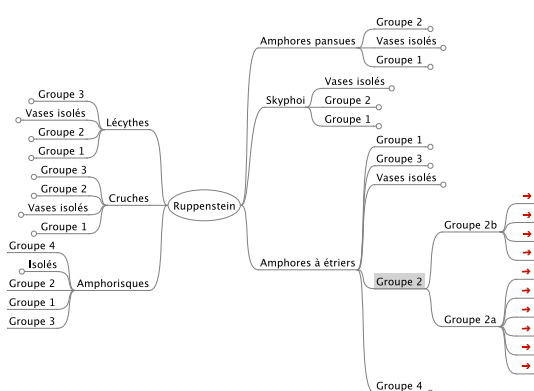 Groupe 2
Amphores pansues
Vases isolés
Groupe 1
Vases isolés
Skyphoi
Groupe 2
Groupe 1
Groupe 3
Vases isolés
Lécythes
Groupe 2
Groupe 1
Groupe 3
Groupe 2
Cruches
Vases isolés
Groupe 1
Ruppenstein
Groupe 4
Isolés
Groupe 2
Amphorisques
Groupe 1
Groupe 3
Groupe 1
Groupe 3
Vases isolés
Amphores à étriers
Groupe 2
Groupe 2b
Groupe 2a
Groupe 4